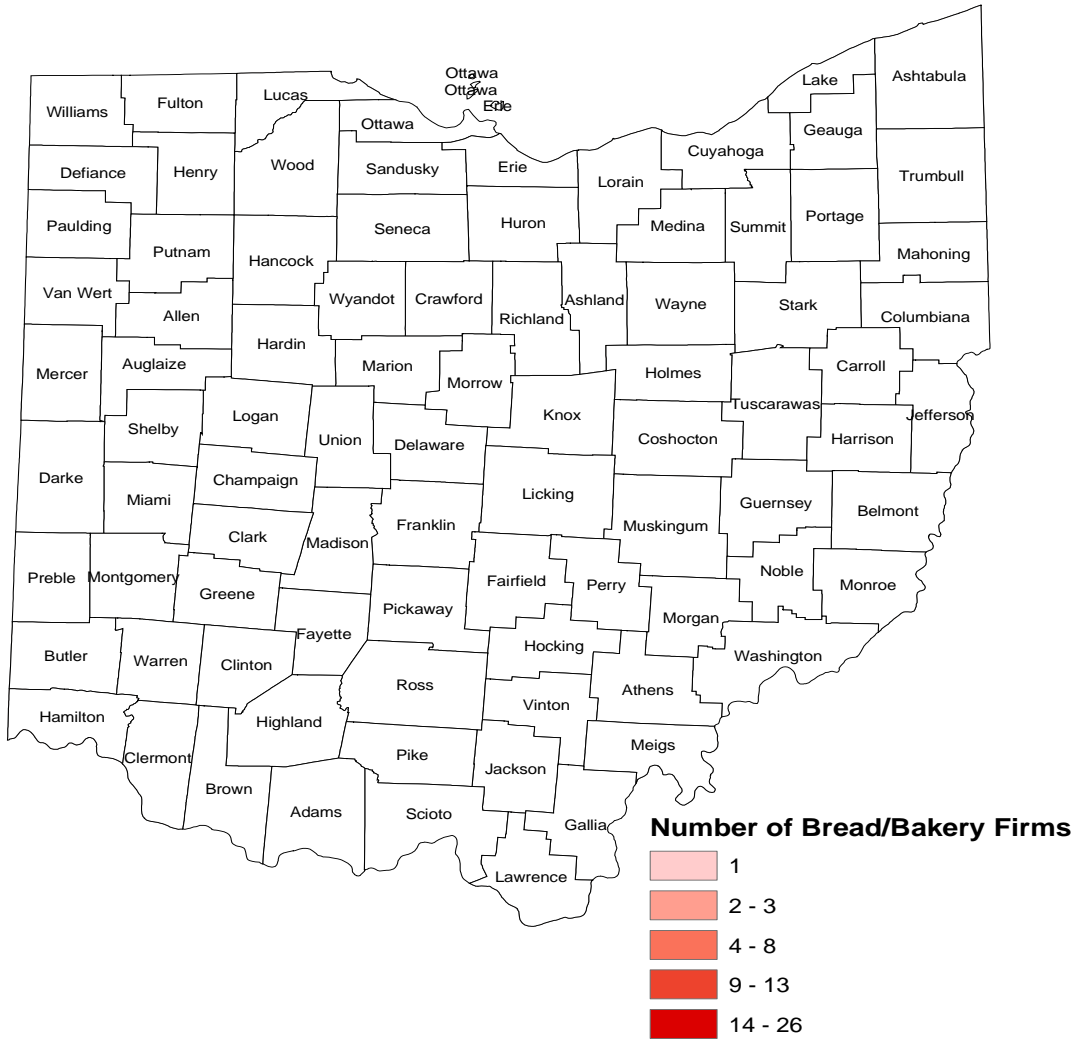 Ottawa
Lake
Ashtabula
Williams
Fulton
Lucas
Ottawa
Erie
Ottawa
Geauga
Cuyahoga
Defiance
Henry
Wood
Sandusky
Erie
Lorain
Trumbull
Paulding
Putnam
Seneca
Huron
Medina
Summit
Portage
Mahoning
Van Wert
Hancock
Wyandot
Crawford
Richland
Ashland
Wayne
Stark
Columbiana
Allen
Hardin
Mercer
Auglaize
Marion
Morrow
Holmes
Carroll
Shelby
Logan
Union
Delaware
Knox
Coshocton
Tuscarawas
Harrison
Jefferson
Darke
Miami
Champaign
Licking
Guernsey
Belmont
Clark
Madison
Franklin
Muskingum
Preble
Montgomery
Greene
Pickaway
Fairfield
Perry
Noble
Monroe
Fayette
Morgan
Butler
Warren
Clinton
Ross
Hocking
Athens
Washington
Hamilton
Highland
Vinton
Clermont
Pike
Jackson
Meigs
Brown
Adams
Scioto
Gallia
Lawrence
Number of Bread/Bakery Firms
1
2 - 3
4 - 8
9 - 13
14 - 26